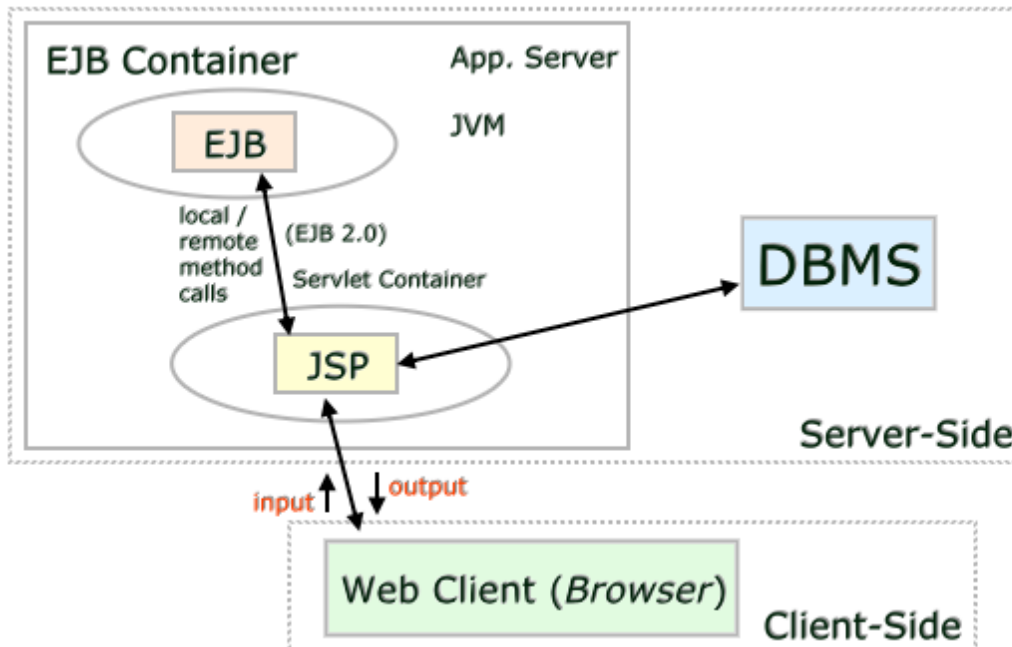 EJB Container
App. Server
JVM
EJB
local /
remote
method
calls
(EJB 2.0)
Servlet Container
DBMS
JSP
Server-Side
input
output
Web Client (Browser)
Client-Side